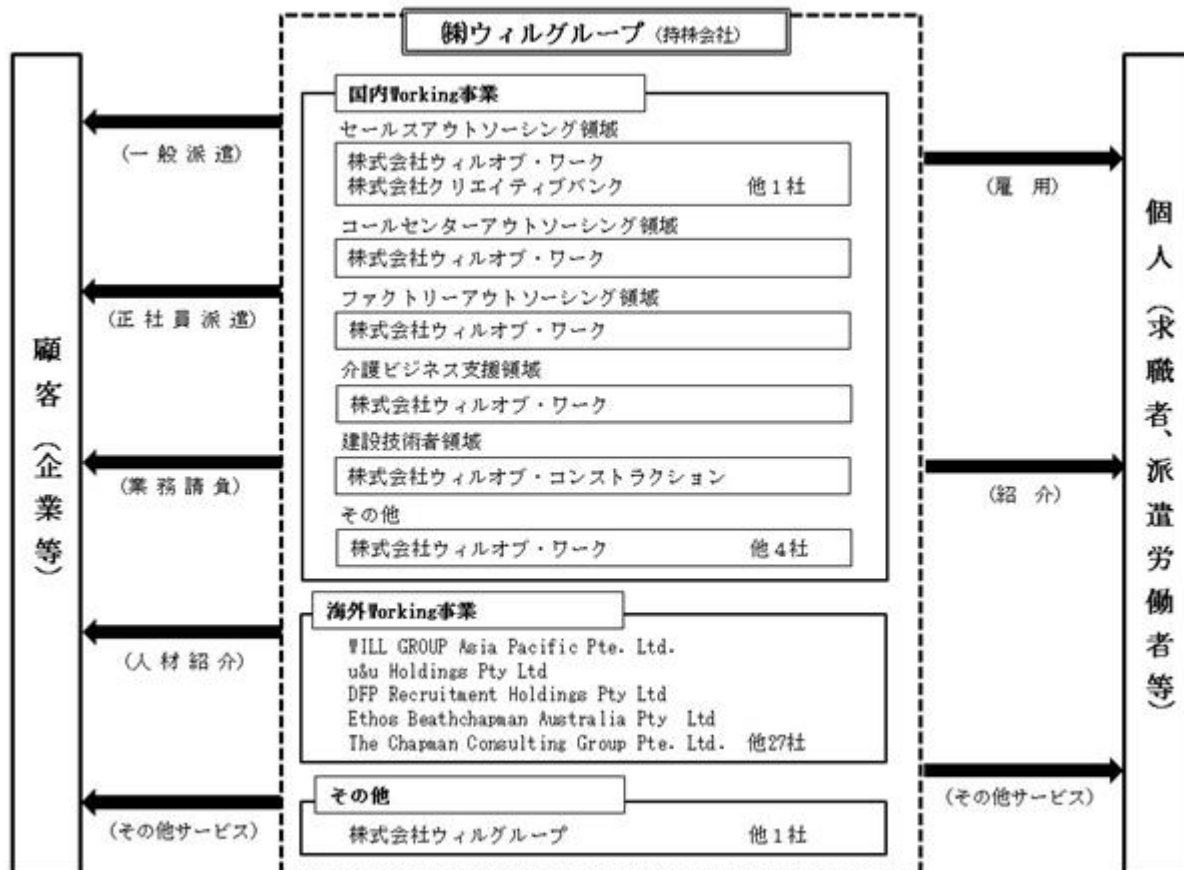 ㈱ウィルグループ (持株会社)
顧客(企業等)
(一般派遣)
(正社員派遣)
(業務請負)
(人材紹介)
(その他サービス)
国内Working事業
セールスアウトソーシング領域
株式会社ウィルオブ・ワーク
株式会社クリエイティブバンク 他1社
コールセンターアウトソーシング領域
株式会社ウィルオブ・ワーク
ファクトリーアウトソーシング領域
株式会社ウィルオブ・ワーク
介護ビジネス支援領域
株式会社ウィルオブ・ワーク
建設技術者領域
株式会社ウィルオブ・コンストラクション
その他
株式会社ウィルオブ・ワーク 他4社
海外Working事業
WILL GROUP Asia Pacific Pte. Ltd.
u&u Holdings Pty Ltd
DFP Recruitment Holdings Pty Ltd
Ethos Beathchapman Australia Pty Ltd
The Chapman Consulting Group Pte. Ltd. 他27社
その他
株式会社ウィルグループ 他1社
(雇用)
(紹介)
(その他サービス)
個人(求職者、派遣労働者等)